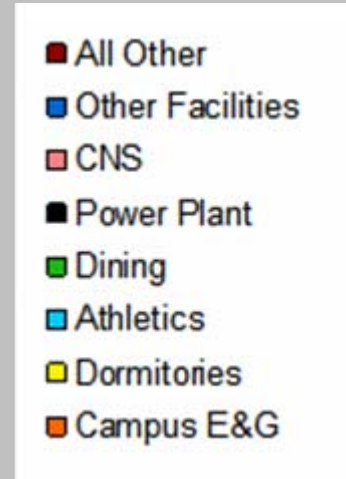 All Other
Other Facilities
CNS
Power Plant
Dining
Athletics
Dormitories
Campus E&G